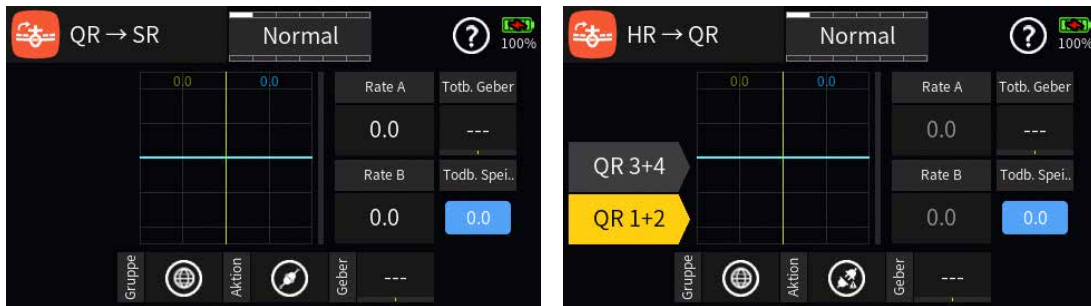 QR → SR
Normal
100%
0.0 0.0
Rate A
Totb. Geber
0.0
---
Rate B
Todb. Spei..
0.0
0.0
Gruppe
Aktion
Geber
---
HR → QR
Normal
100%
0.0 0.0
Rate A
Totb. Geber
0.0
---
QR 3+4
Rate B
Todb. Spei..
QR 1+2
0.0
0.0
Gruppe
Aktion
Geber
---